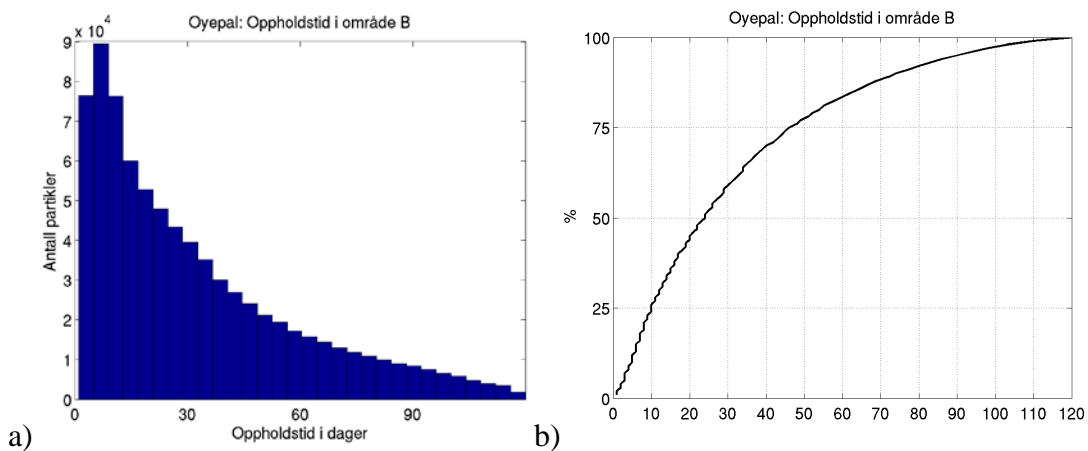 Oyepal: Oppholdstid i område B
x 10⁴
9
8
7
6
5
4
3
2
1
0
Antall partikler
0 30 60 90
Oppholdstid i dager
a)
Oyepal: Oppholdstid i område B
100
75
50
25
0
%
0 10 20 30 40 50 60 70 80 90 100 110 120
b)